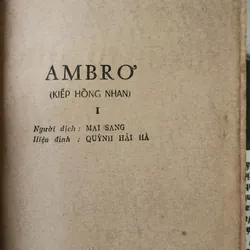 AMBRƠ
(KIẾP HỒNG NHAN)
I
Người dịch : MAI SANG
Hiệu đính : QUỲNH HẢI HÀ